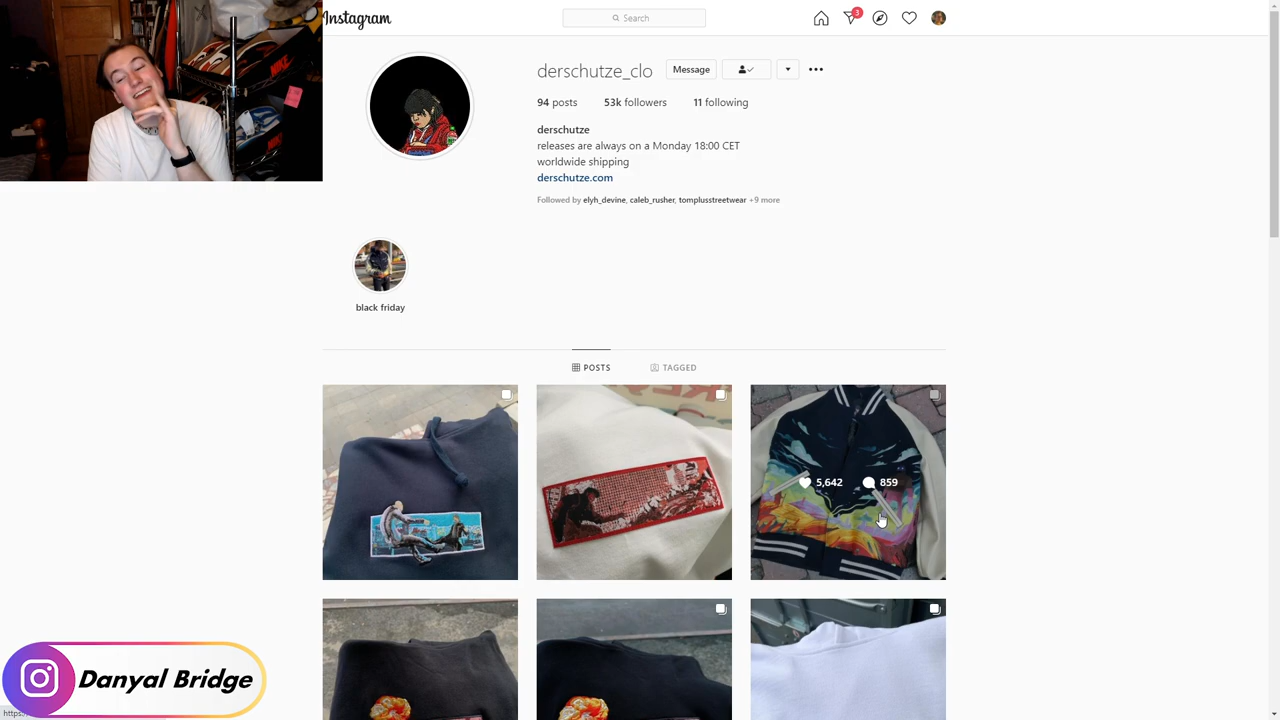 Instagram
Search
3
derschutze_clo
Message
94 posts 53k followers 11 following
derschutze
releases are always on a Monday 18:00 CET
worldwide shipping
derschutze.com
Followed by elyh_devine, caleb_rusher, tomplusstreetwear +9 more
black friday
POSTS TAGGED
5,642 859
Danyal Bridge
https:/